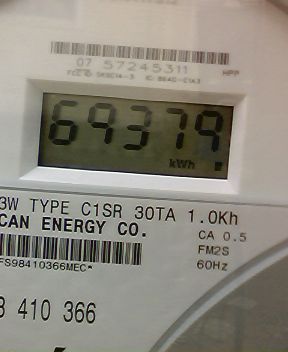 07 57245311 HPP
69379
kWh
3W TYPE C1SR 30TA 1.0Kh
CAN ENERGY CO.
CA 0.5
FM2S
FS98410366MEC*
60Hz
410 366